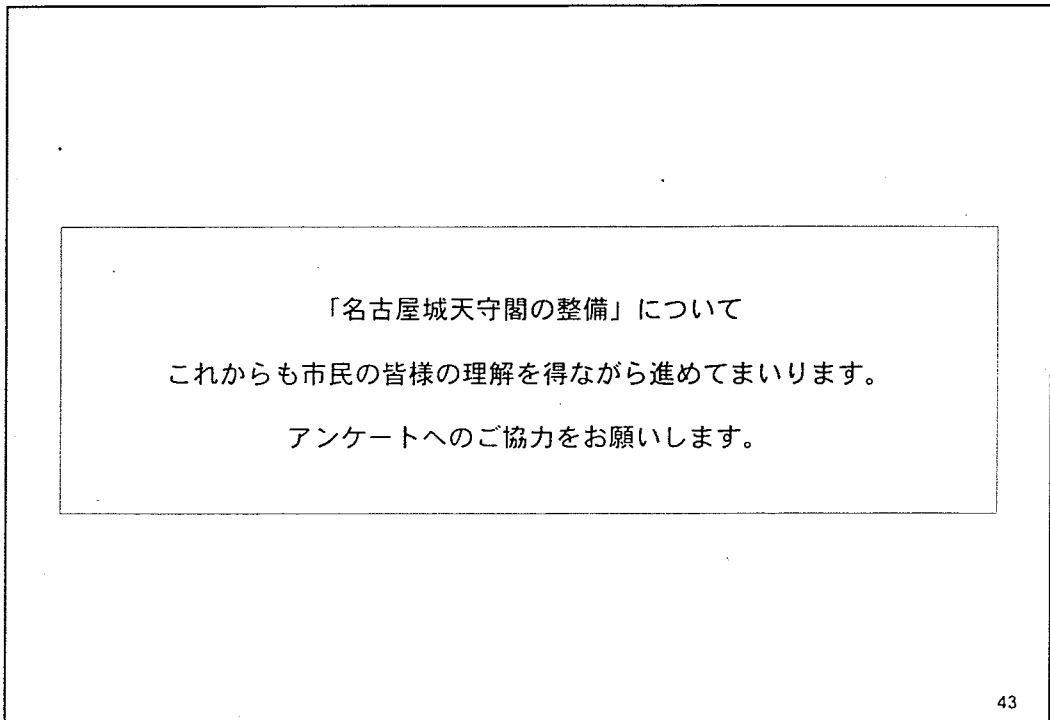 「名古屋城天守閣の整備」について
これからも市民の皆様の理解を得ながら進めてまいります。
アンケートへのご協力をお願いします。
43